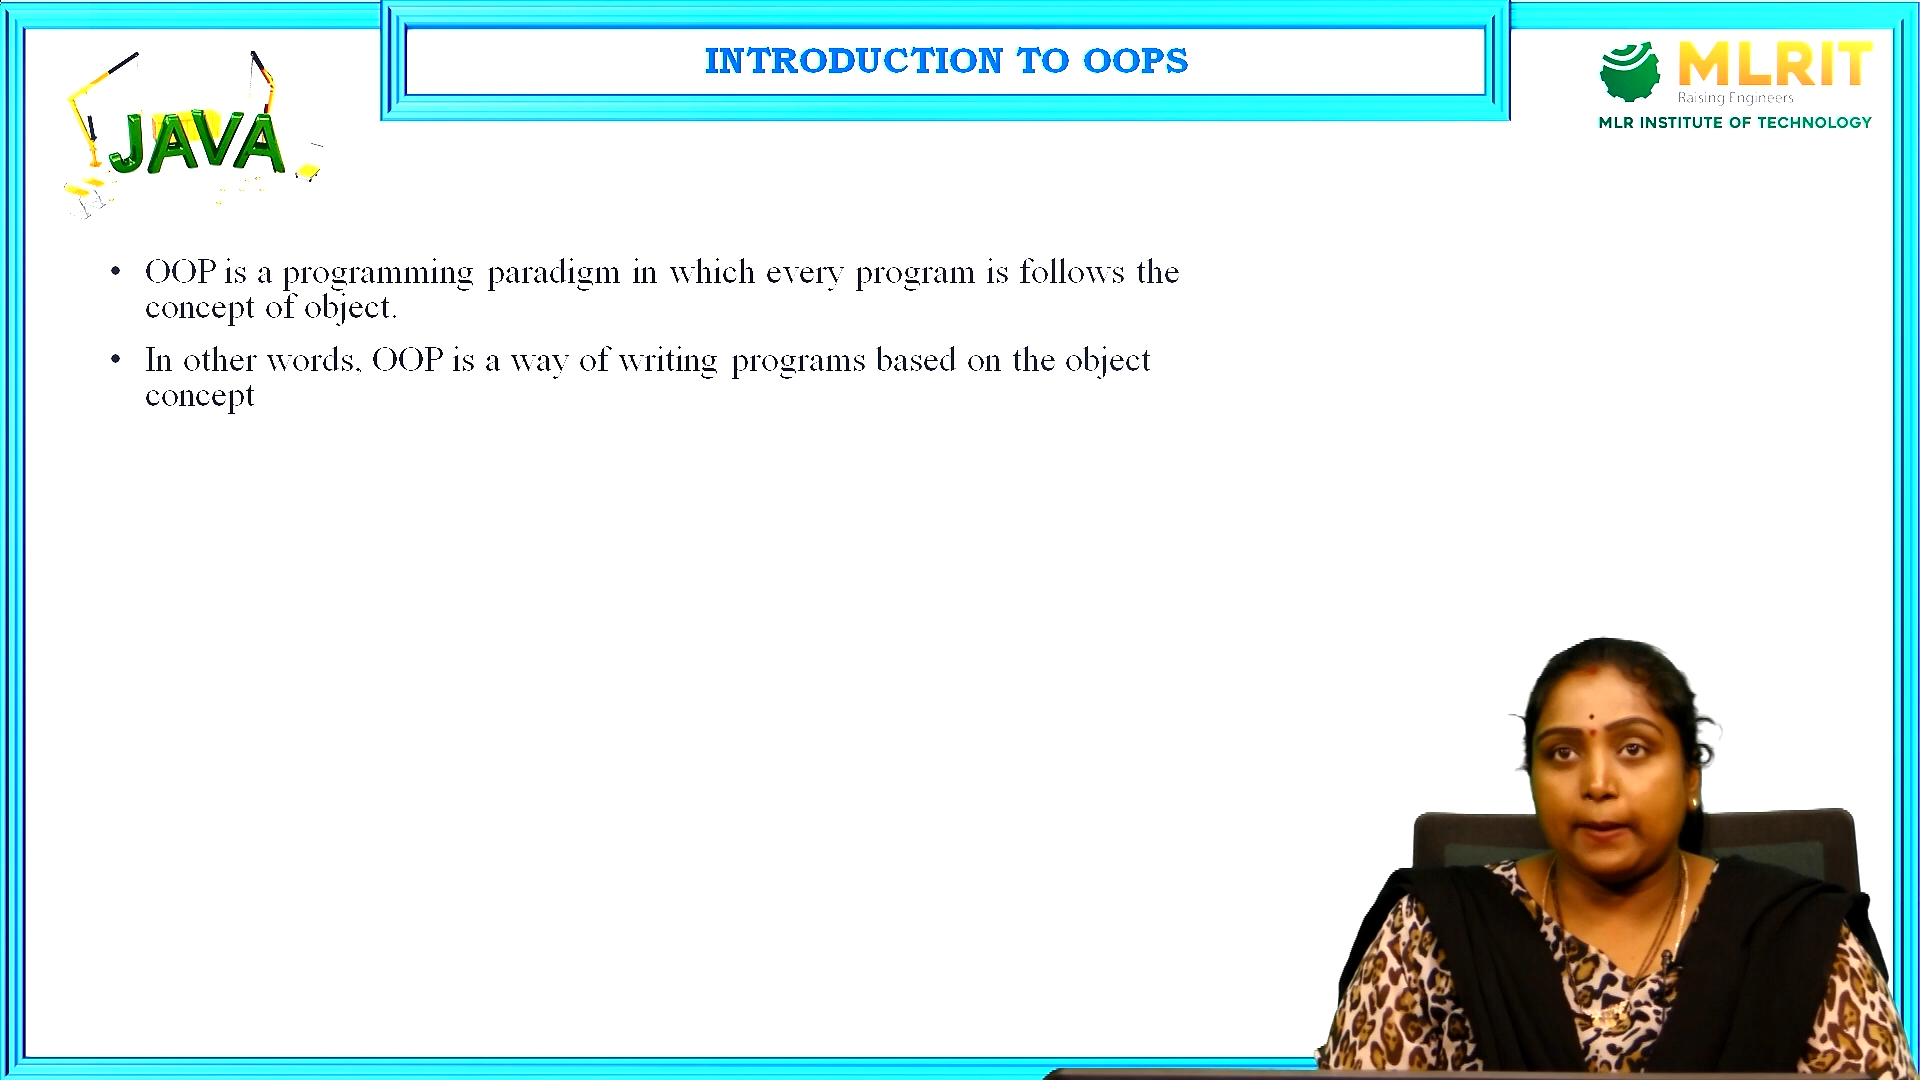 INTRODUCTION TO OOPS
JAVA
MLRIT
Raising Engineers
MLR INSTITUTE OF TECHNOLOGY
• OOP is a programming paradigm in which every program is follows the
concept of object.
• In other words, OOP is a way of writing programs based on the object
concept